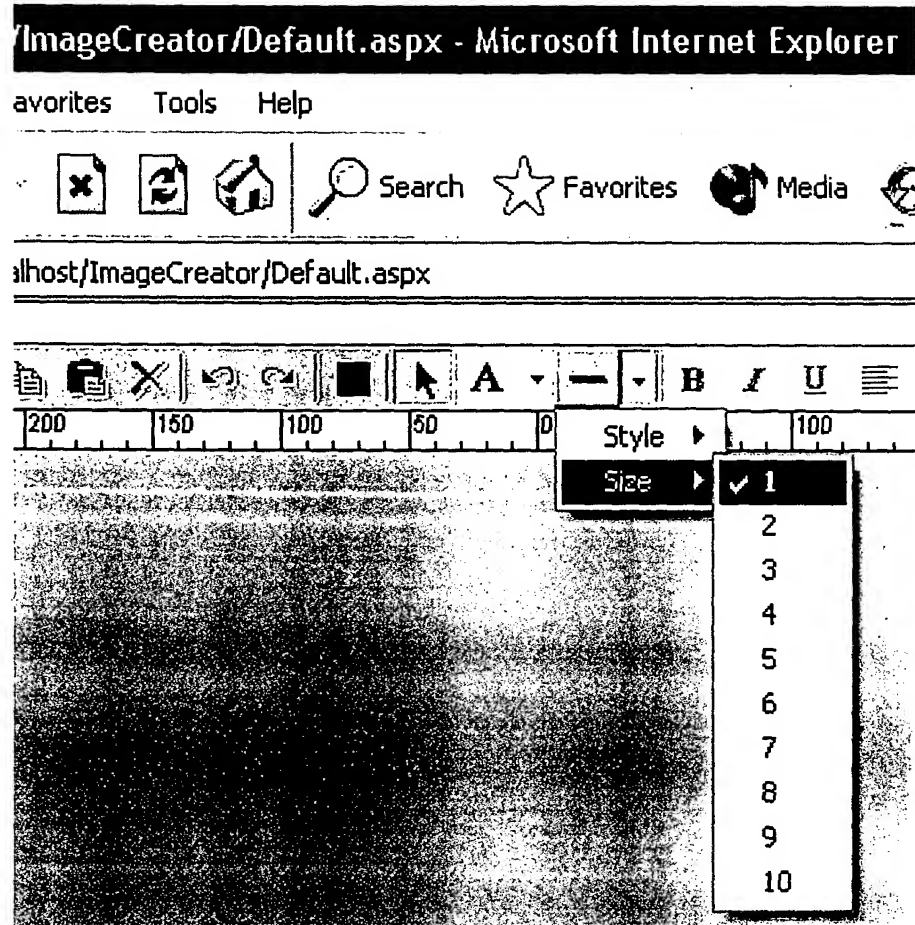 /ImageCreator/Default.aspx - Microsoft Internet Explorer
avorites Tools Help
Search Favorites Media
alhost/ImageCreator/Default.aspx
A B I U
200 150 100 50 0 100
Style
Size 1
2
3
4
5
6
7
8
9
10